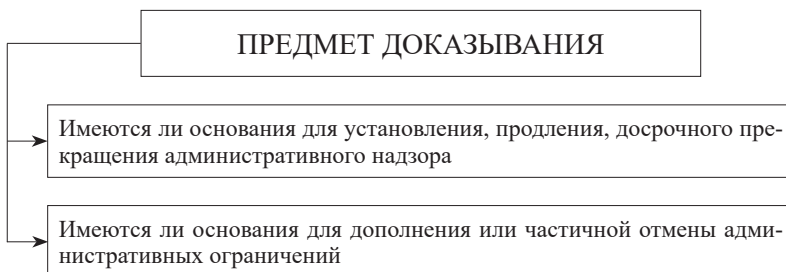 ПРЕДМЕТ ДОКАЗЫВАНИЯ
Имеются ли основания для установления, продления, досрочного пре-
кращения административного надзора
Имеются ли основания для дополнения или частичной отмены адми-
нистративных ограничений